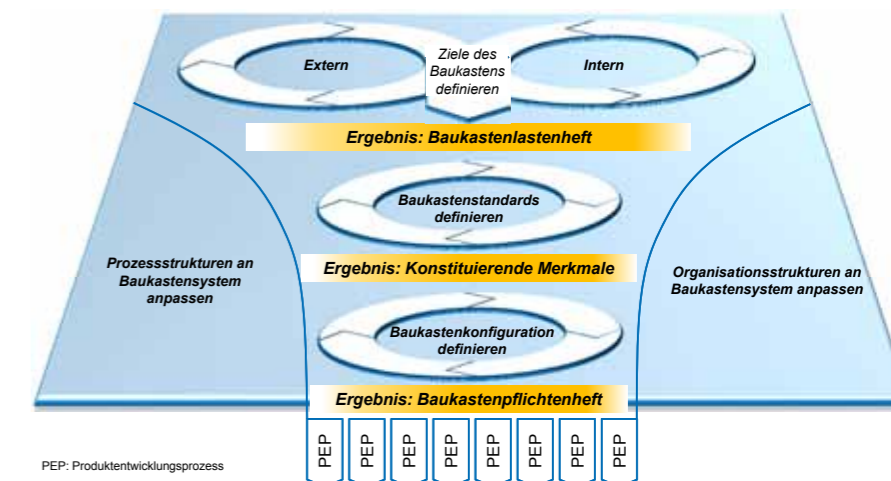 Extern
Ziele des
Baukastens
definieren
Intern
Ergebnis: Baukastenlastenheft
Baukastenstandards
definieren
Prozessstrukturen an
Baukastensystem
anpassen
Ergebnis: Konstituierende Merkmale
Organisationsstrukturen an
Baukastensystem anpassen
Baukastenkonfiguration
definieren
Ergebnis: Baukastenpflichtenheft
PEP
PEP
PEP
PEP
PEP
PEP
PEP
PEP
PEP: Produktentwicklungsprozess